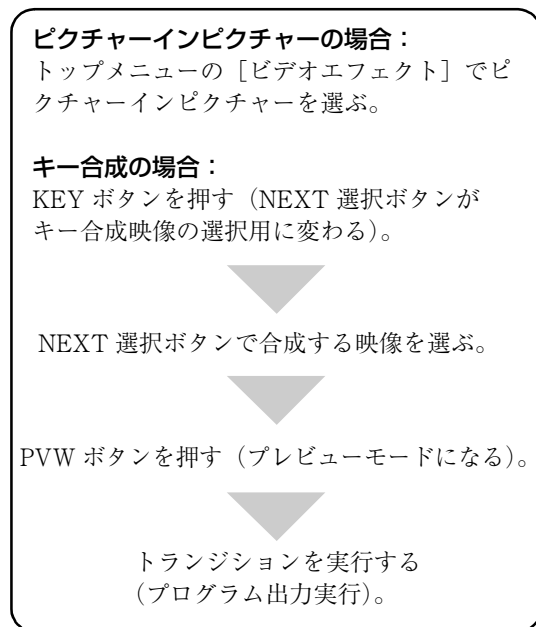 ピクチャーインピクチャーの場合：
トップメニューの［ビデオエフェクト］でピ
クチャーインピクチャーを選ぶ。
キー合成の場合：
KEY ボタンを押す（NEXT 選択ボタンが
キー合成映像の選択用に変わる）。
NEXT 選択ボタンで合成する映像を選ぶ。
PVW ボタンを押す（プレビューモードになる）。
トランジションを実行する
（プログラム出力実行）。